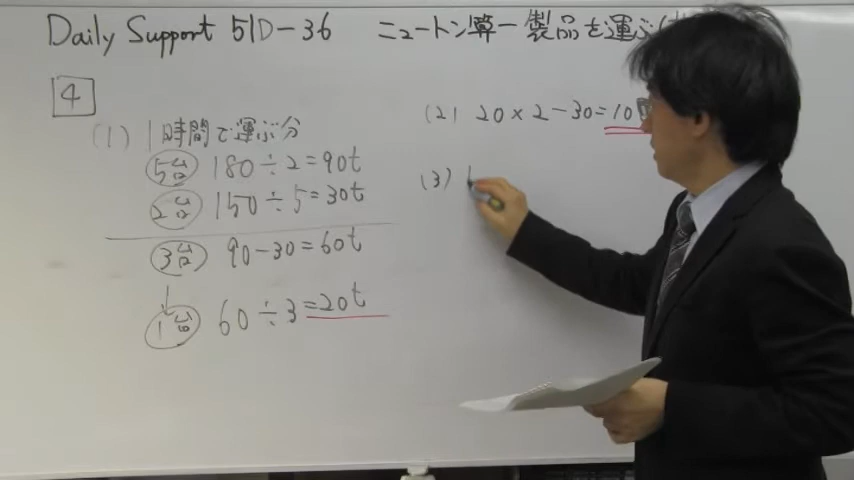 Daily Support 51D-36 ニュートン算ー製品を運ぶ
4
(1) 1時間で運ぶ分
5台 180÷2=90t
2台 150÷5=30t
3台 90-30=60t
↓
1台 60÷3=20t
(2) 20×2-30=10
(3)